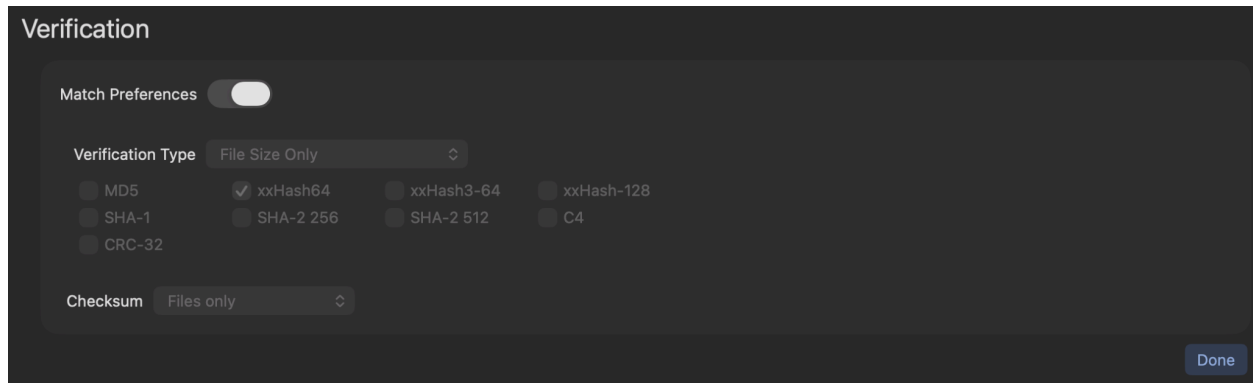 Verification
Match Preferences
Verification Type File Size Only
MD5 xxHash64 xxHash3-64 xxHash-128
SHA-1 SHA-2 256 SHA-2 512 C4
CRC-32
Checksum Files only
Done